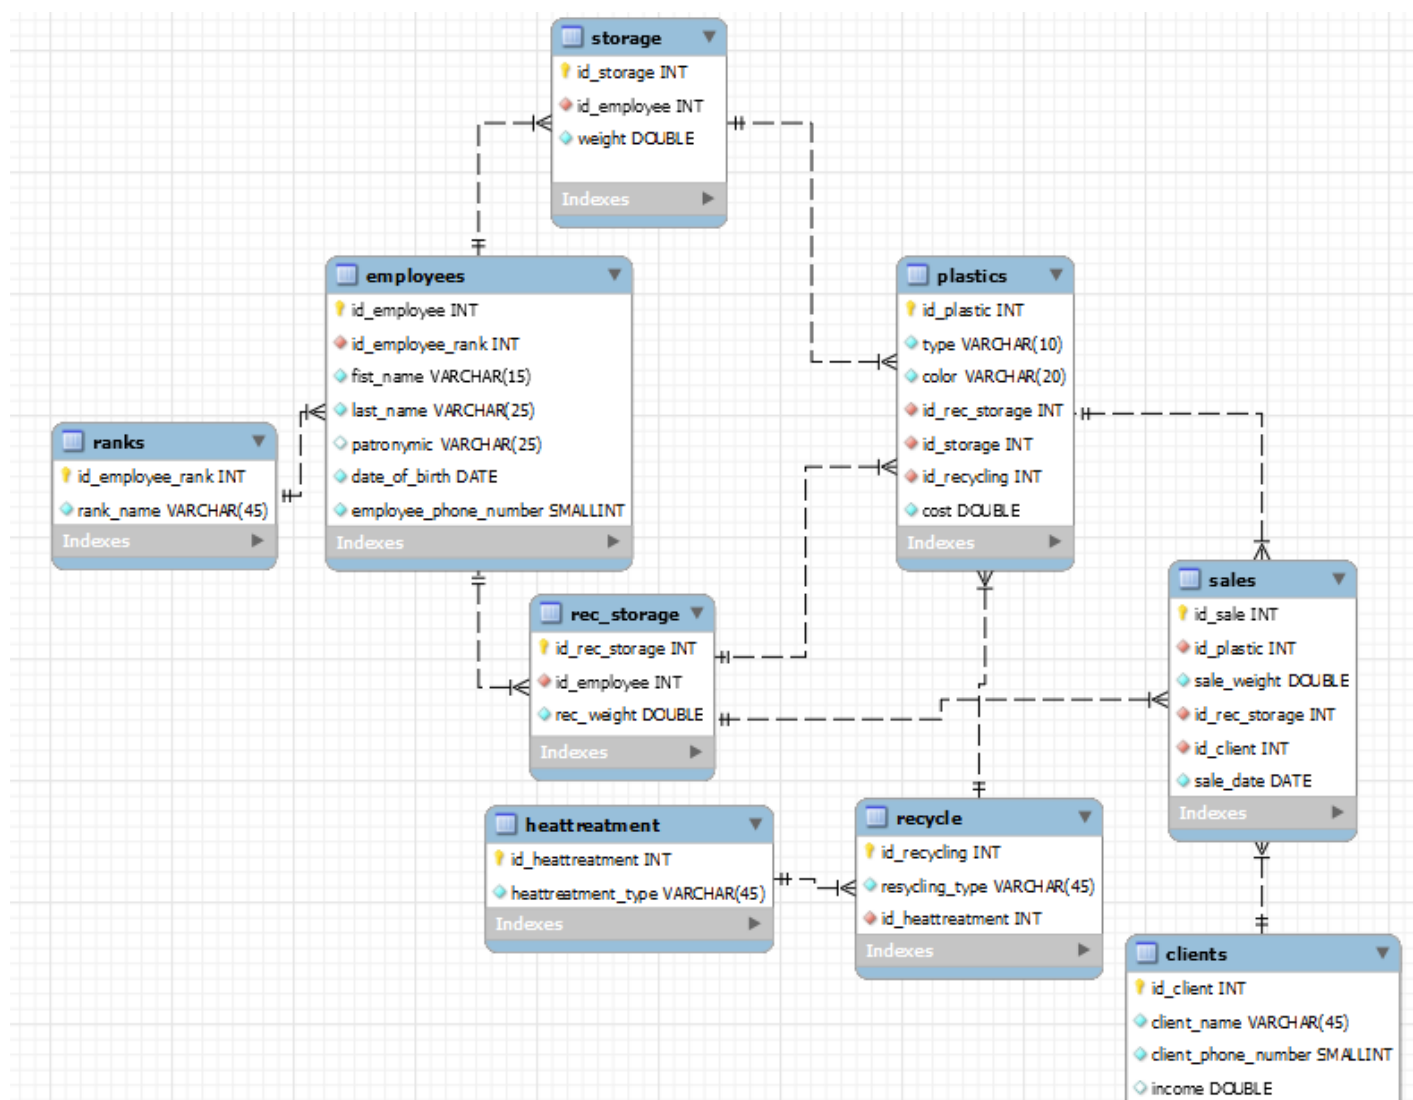 storage
id_storage INT
id_employee INT
weight DOUBLE
Indexes
employees
id_employee INT
id_employee_rank INT
fist_name VARCHAR(15)
last_name VARCHAR(25)
patronymic VARCHAR(25)
date_of_birth DATE
employee_phone_number SMALLINT
Indexes
plastics
id_plastic INT
type VARCHAR(10)
color VARCHAR(20)
id_rec_storage INT
id_storage INT
id_recycling INT
cost DOUBLE
Indexes
ranks
id_employee_rank INT
rank_name VARCHAR(45)
Indexes
rec_storage
id_rec_storage INT
id_employee INT
rec_weight DOUBLE
Indexes
sales
id_sale INT
id_plastic INT
sale_weight DOUBLE
id_rec_storage INT
id_client INT
sale_date DATE
Indexes
heattreatment
id_heattreatment INT
heattreatment_type VARCHAR(45)
Indexes
recycle
id_recycling INT
resycling_type VARCHAR(45)
id_heattreatment INT
Indexes
clients
id_client INT
client_name VARCHAR(45)
client_phone_number SMALLINT
income DOUBLE